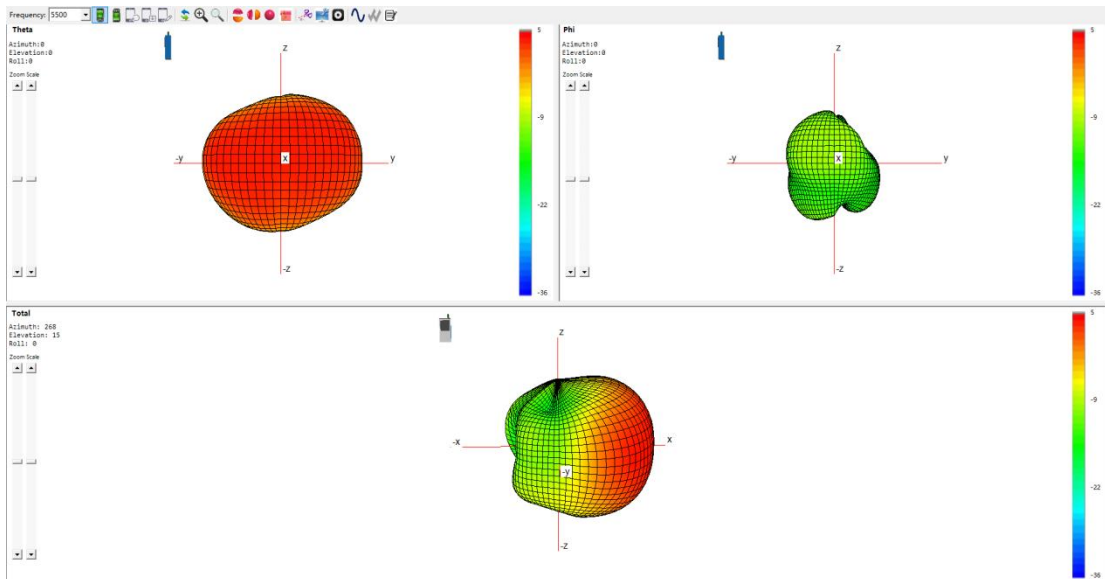 Frequency: 5500
Theta
Azimuth:0
Elevation:0
Roll:0
Zoom Scale
z
-y
x
y
-z
5
-9
-22
-36
Phi
Azimuth:0
Elevation:0
Roll:0
Zoom Scale
z
-y
x
y
-z
5
-9
-22
-36
Total
Azimuth: 268
Elevation: 15
Roll: 0
Zoom Scale
z
-x
-y
x
-z
5
-9
-22
-36